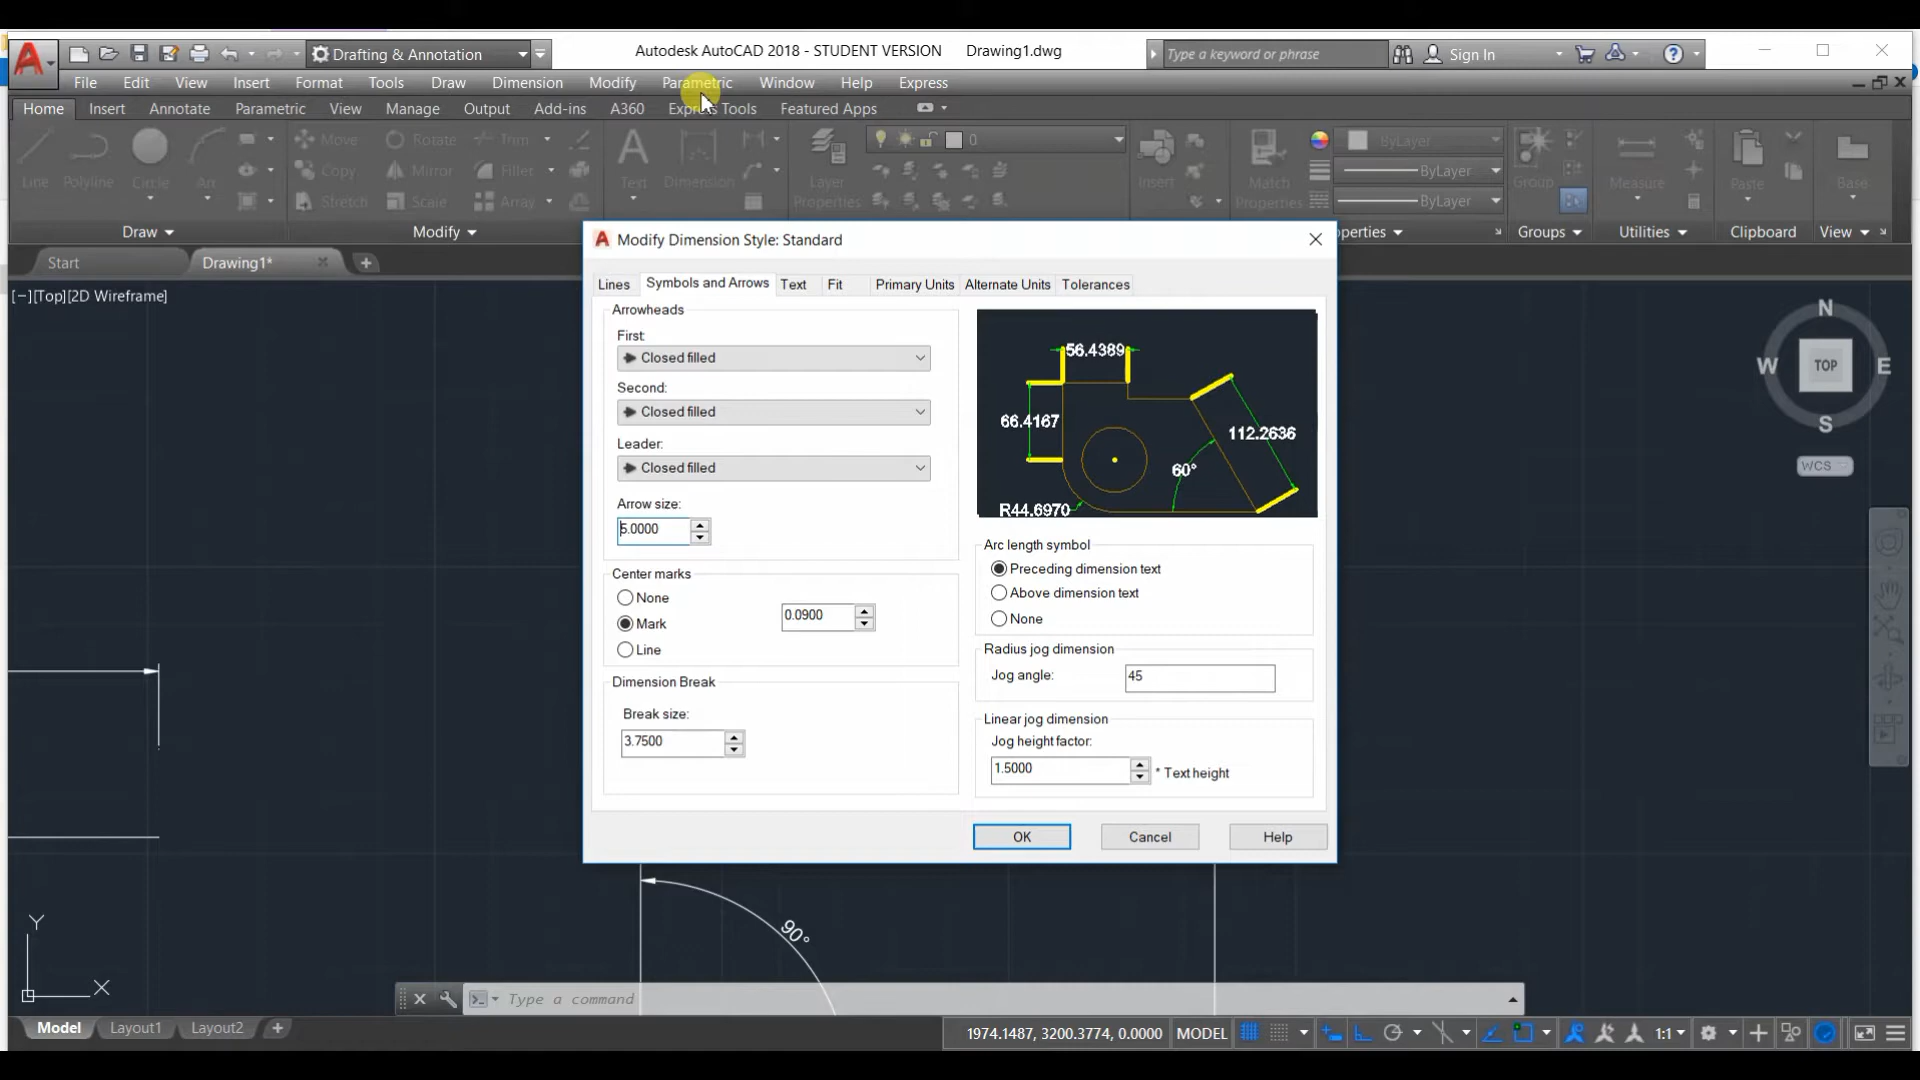 Drafting & Annotation
Autodesk AutoCAD 2018 - STUDENT VERSION Drawing1.dwg
Type a keyword or phrase
Sign In
File Edit View Insert Format Tools Draw Dimension Modify Parametric Window Help Express
Home Insert Annotate Parametric View Manage Output Add-ins A360 Express Tools Featured Apps
Move Rotate Trim
0
ByLayer
Copy Mirror Fillet
ByLayer
Stretch Scale Array
ByLayer
Line Polyline Circle Arc
Text Dimension
Layer Properties
Insert
Match Properties
Group
Measure
Paste
Base
Draw Modify
Groups Utilities Clipboard View
Start Drawing1*
[−][Top][2D Wireframe]
Modify Dimension Style: Standard
Lines Symbols and Arrows Text Fit Primary Units Alternate Units Tolerances
Arrowheads
First:
Closed filled
Second:
Closed filled
Leader:
Closed filled
Arrow size:
5.0000
Center marks
None
Mark
0.0900
Line
Dimension Break
Break size:
3.7500
56.4389
66.4167
112.2636
60°
R44.6970
Arc length symbol
Preceding dimension text
Above dimension text
None
Radius jog dimension
Jog angle:
45
Linear jog dimension
Jog height factor:
1.5000
* Text height
OK Cancel Help
N
W TOP E
S
WCS
90°
Y
X
Type a command
Model Layout1 Layout2
1974.1487, 3200.3774, 0.0000 MODEL
1:1